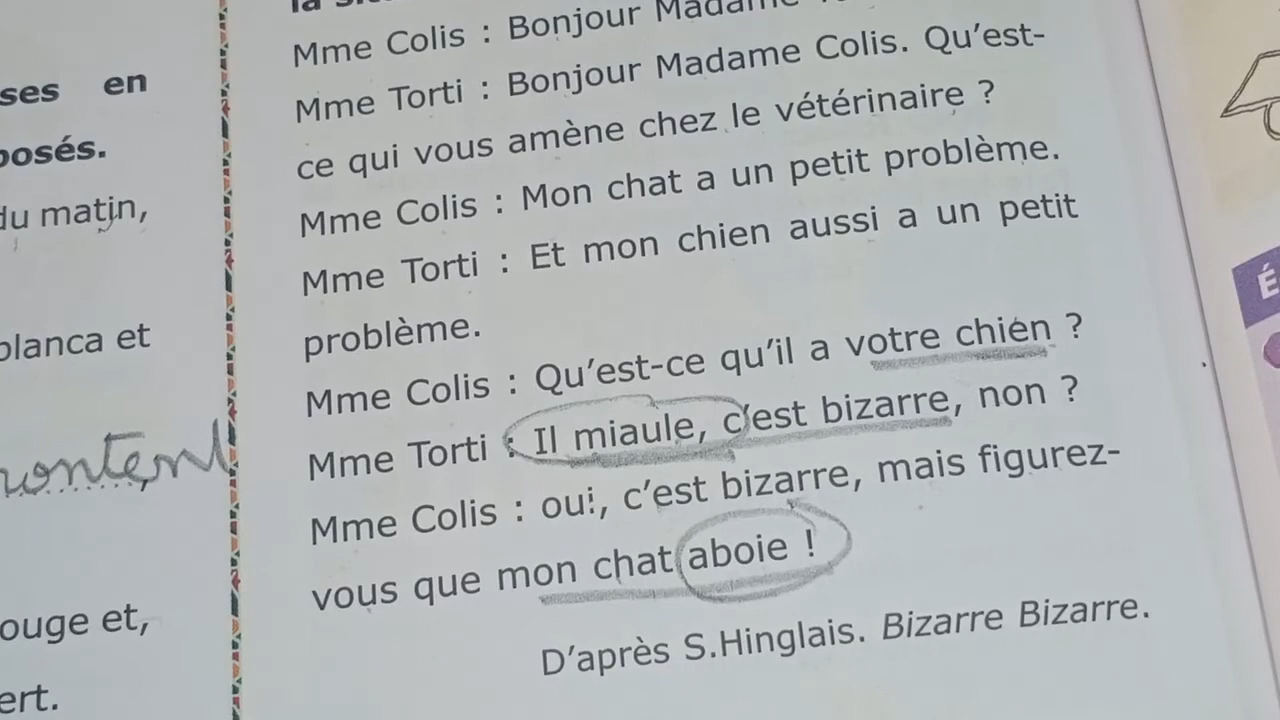 ses en
posés.
du matin,
blanca et
ouge et,
ert.
Mme Colis : Bonjour Madame
Mme Torti : Bonjour Madame Colis. Qu'est-
ce qui vous amène chez le vétérinaire ?
Mme Colis : Mon chat a un petit problème.
Mme Torti : Et mon chien aussi a un petit
problème.
Mme Colis : Qu'est-ce qu'il a votre chien ?
Mme Torti : Il miaule, c'est bizarre, non ?
Mme Colis : oui, c'est bizarre, mais figurez-
vous que mon chat aboie !
D'après S.Hinglais. Bizarre Bizarre.
É